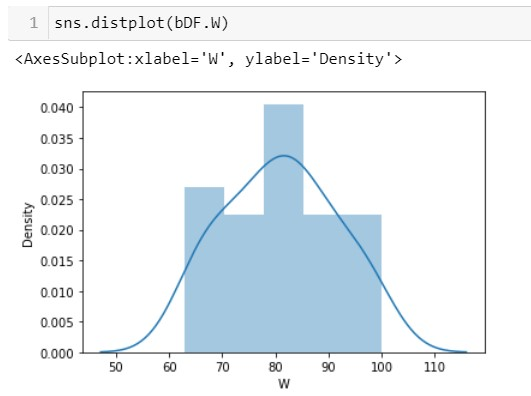 1 sns.distplot(bDF.W)
<AxesSubplot:xlabel='W', ylabel='Density'>
0.040
0.035
0.030
0.025
0.020
0.015
0.010
0.005
0.000
Density
50 60 70 80 90 100 110
W